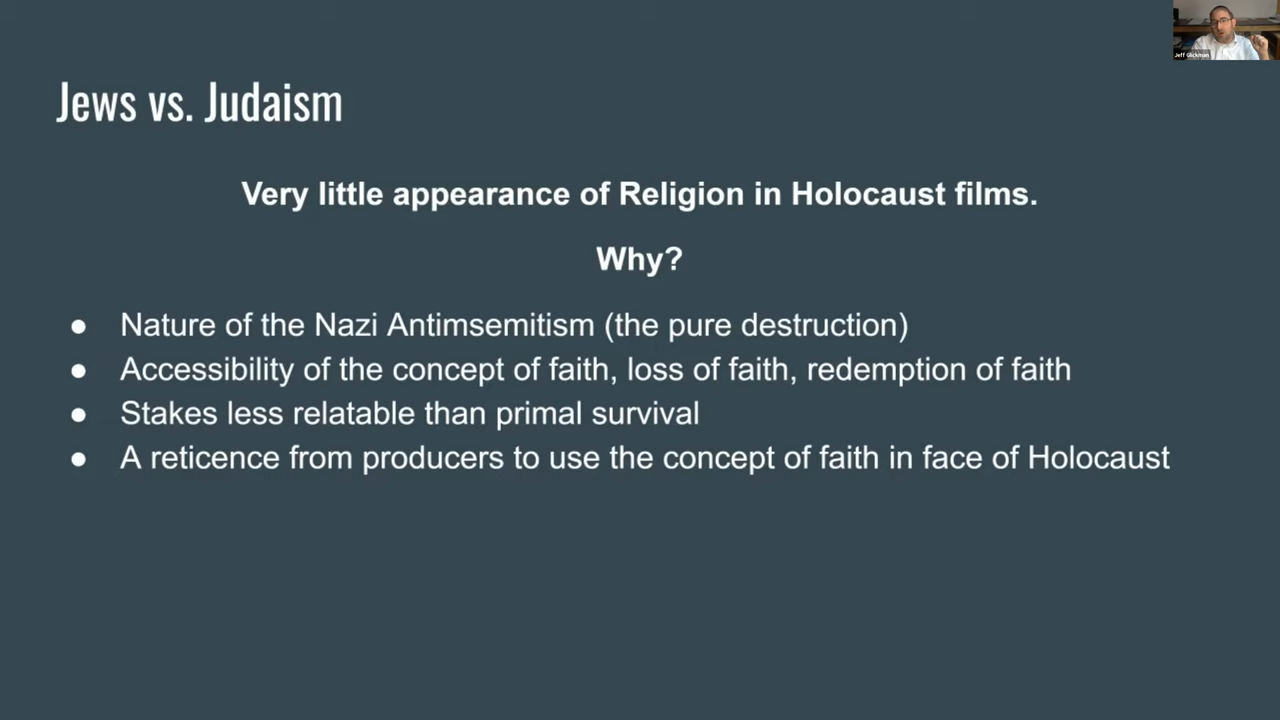 Jeff Glickman
Jews vs. Judaism
Very little appearance of Religion in Holocaust films.
Why?
● Nature of the Nazi Antimsemitism (the pure destruction)
● Accessibility of the concept of faith, loss of faith, redemption of faith
● Stakes less relatable than primal survival
● A reticence from producers to use the concept of faith in face of Holocaust